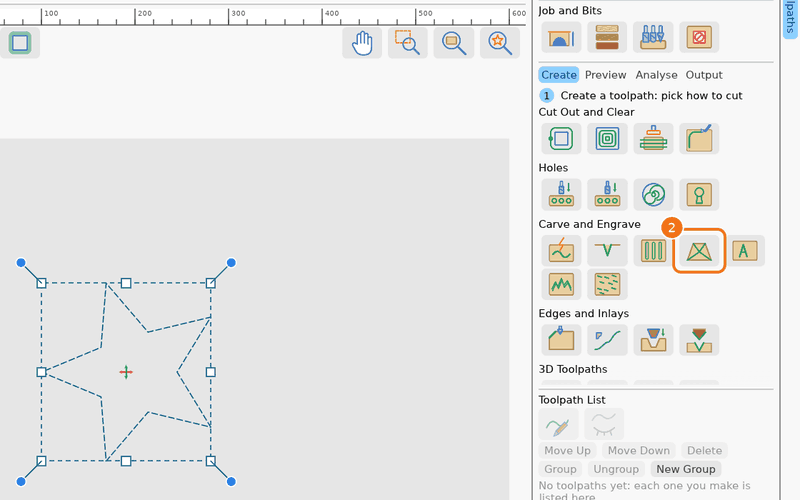 100 200 300 400 500 600
lpaths
Job and Bits
Create Preview Analyse Output
1 Create a toolpath: pick how to cut
Cut Out and Clear
Holes
Carve and Engrave
2
A
Edges and Inlays
3D Toolpaths
Toolpath List
Move Up Move Down Delete
Group Ungroup New Group
No toolpaths yet: each one you make is
listed here